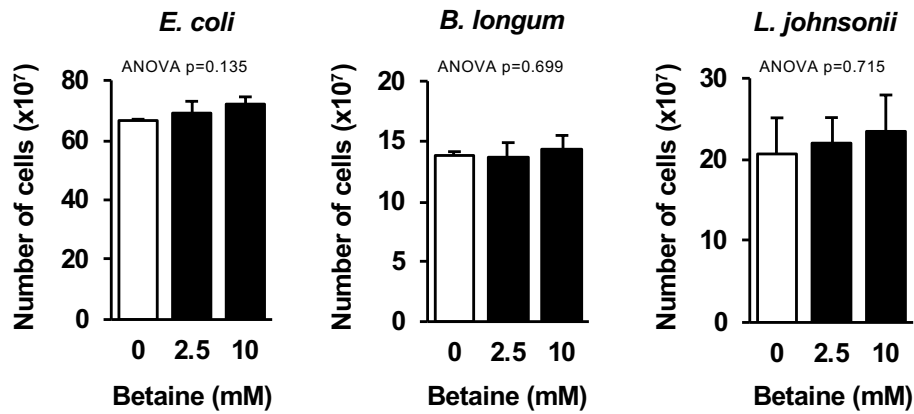 E. coli
ANOVA p=0.135
Number of cells (x10⁷)
80
60
40
20
0
0 2.5 10
Betaine (mM)
B. longum
ANOVA p=0.699
Number of cells (x10⁷)
20
15
10
5
0
0 2.5 10
Betaine (mM)
L. johnsonii
ANOVA p=0.715
Number of cells (x10⁷)
30
20
10
0
0 2.5 10
Betaine (mM)